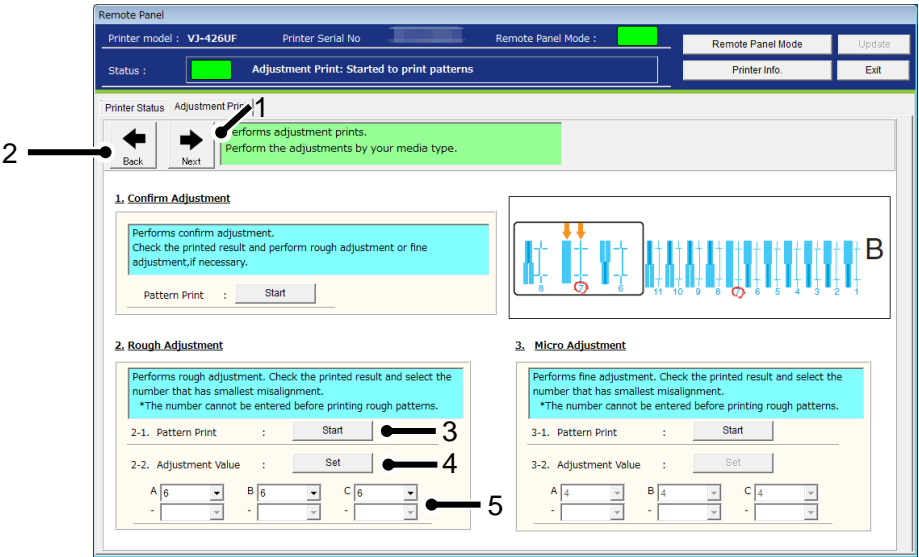 Remote Panel
Printer model : VJ-426UF Printer Serial No Remote Panel Mode :
Remote Panel Mode Update
Status : Adjustment Print: Started to print patterns
Printer Info. Exit
Printer Status Adjustment Prin
1
2
Back Next
erforms adjustment prints.
Perform the adjustments by your media type.
1. Confirm Adjustment
Performs confirm adjustment.
Check the printed result and perform rough adjustment or fine
adjustment,if necessary.
Pattern Print : Start
8 7 6 11 10 9 8 7 6 5 4 3 2 1
B
2. Rough Adjustment
Performs rough adjustment. Check the printed result and select the
number that has smallest misalignment.
*The number cannot be entered before printing rough patterns.
2-1. Pattern Print : Start
3
2-2. Adjustment Value : Set
4
A 6 B 6 C 6
- - -
5
3. Micro Adjustment
Performs fine adjustment. Check the printed result and select the
number that has smallest misalignment.
*The number cannot be entered before printing rough patterns.
3-1. Pattern Print : Start
3-2. Adjustment Value : Set
A 4 B 4 C 4
- - -